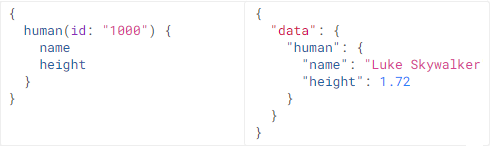 {
  human(id: "1000") {
    name
    height
  }
}
{
  "data": {
    "human": {
      "name": "Luke Skywalker
      "height": 1.72
    }
  }
}